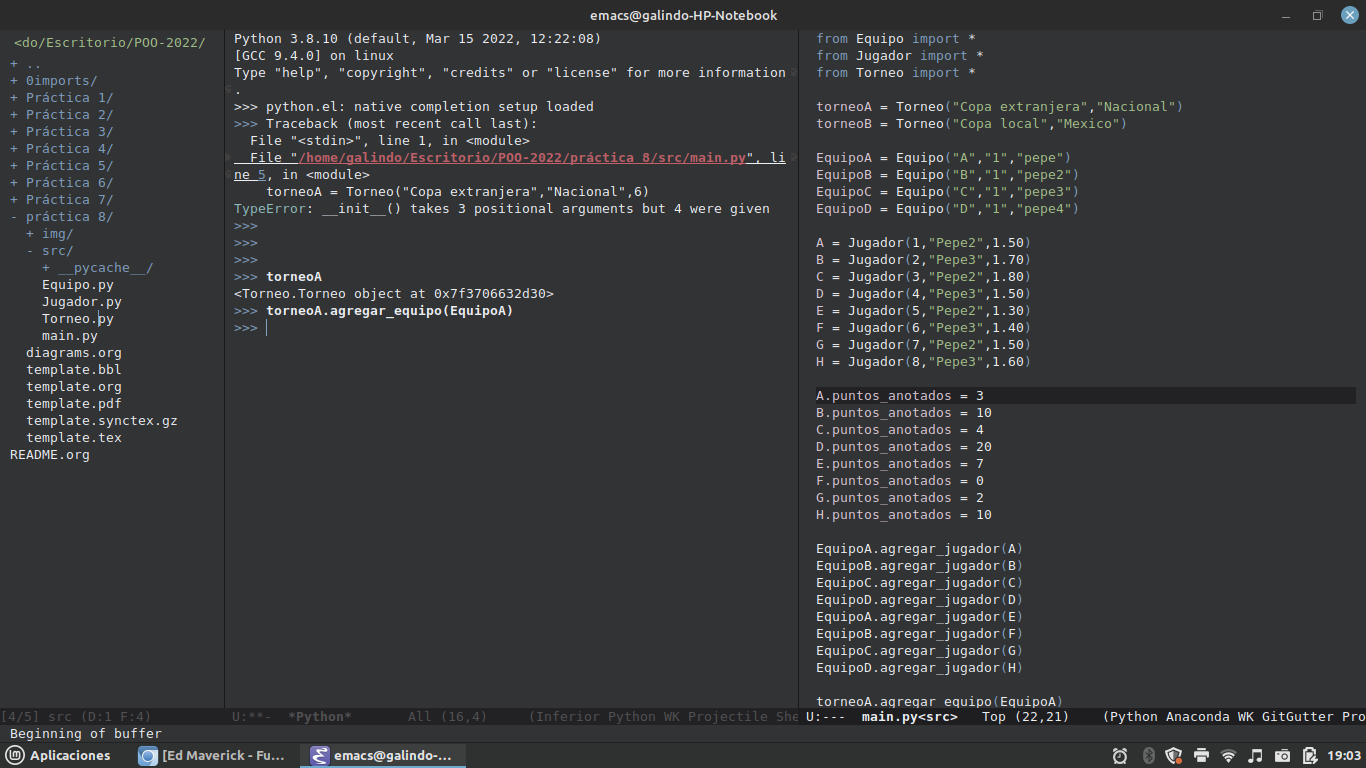 emacs@galindo-HP-Notebook
<do/Escritorio/POO-2022/
+ ..
+ 0imports/
+ Práctica 1/
+ Práctica 2/
+ Práctica 3/
+ Práctica 4/
+ Práctica 5/
+ Práctica 6/
+ Práctica 7/
- práctica 8/
+ img/
- src/
+ __pycache__/
Equipo.py
Jugador.py
Torneo.py
main.py
diagrams.org
template.bbl
template.org
template.pdf
template.synctex.gz
template.tex
README.org
[4/5] src (D:1 F:4)
Python 3.8.10 (default, Mar 15 2022, 12:22:08)
[GCC 9.4.0] on linux
Type "help", "copyright", "credits" or "license" for more information
.
>>> python.el: native completion setup loaded
>>> Traceback (most recent call last):
File "<stdin>", line 1, in <module>
File "/home/galindo/Escritorio/POO-2022/práctica 8/src/main.py", li
ne 5, in <module>
torneoA = Torneo("Copa extranjera","Nacional",6)
TypeError: __init__() takes 3 positional arguments but 4 were given
>>>
>>>
>>>
>>> torneoA
<Torneo.Torneo object at 0x7f3706632d30>
>>> torneoA.agregar_equipo(EquipoA)
>>>
U:**- *Python* All (16,4) (Inferior Python WK Projectile She
from Equipo import *
from Jugador import *
from Torneo import *
torneoA = Torneo("Copa extranjera","Nacional")
torneoB = Torneo("Copa local","Mexico")
EquipoA = Equipo("A","1","pepe")
EquipoB = Equipo("B","1","pepe2")
EquipoC = Equipo("C","1","pepe3")
EquipoD = Equipo("D","1","pepe4")
A = Jugador(1,"Pepe2",1.50)
B = Jugador(2,"Pepe3",1.70)
C = Jugador(3,"Pepe2",1.80)
D = Jugador(4,"Pepe3",1.50)
E = Jugador(5,"Pepe2",1.30)
F = Jugador(6,"Pepe3",1.40)
G = Jugador(7,"Pepe2",1.50)
H = Jugador(8,"Pepe3",1.60)
A.puntos_anotados = 3
B.puntos_anotados = 10
C.puntos_anotados = 4
D.puntos_anotados = 20
E.puntos_anotados = 7
F.puntos_anotados = 0
G.puntos_anotados = 2
H.puntos_anotados = 10
EquipoA.agregar_jugador(A)
EquipoB.agregar_jugador(B)
EquipoC.agregar_jugador(C)
EquipoD.agregar_jugador(D)
EquipoA.agregar_jugador(E)
EquipoB.agregar_jugador(F)
EquipoC.agregar_jugador(G)
EquipoD.agregar_jugador(H)
torneoA.agregar_equipo(EquipoA)
U:--- main.py<src> Top (22,21) (Python Anaconda WK GitGutter Pro
Beginning of buffer
Aplicaciones
[Ed Maverick - Fu...
emacs@galindo-...
19:03